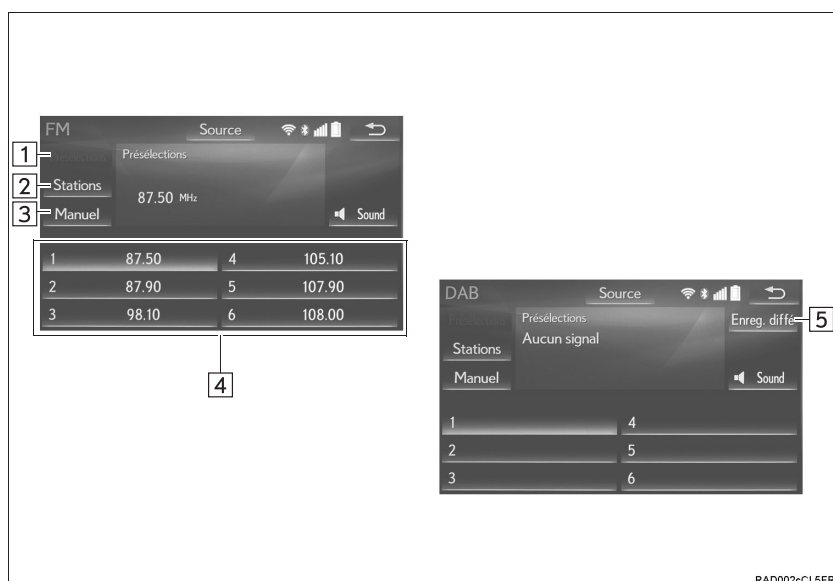 FM
Source
1
Présélections
2
Stations
87.50 MHz
3
Manuel
Sound
1 87.50 4 105.10
2 87.90 5 107.90
3 98.10 6 108.00
4
DAB
Source
Présélections
Enreg. diffé
5
Aucun signal
Stations
Manuel
Sound
1 4
2 5
3 6